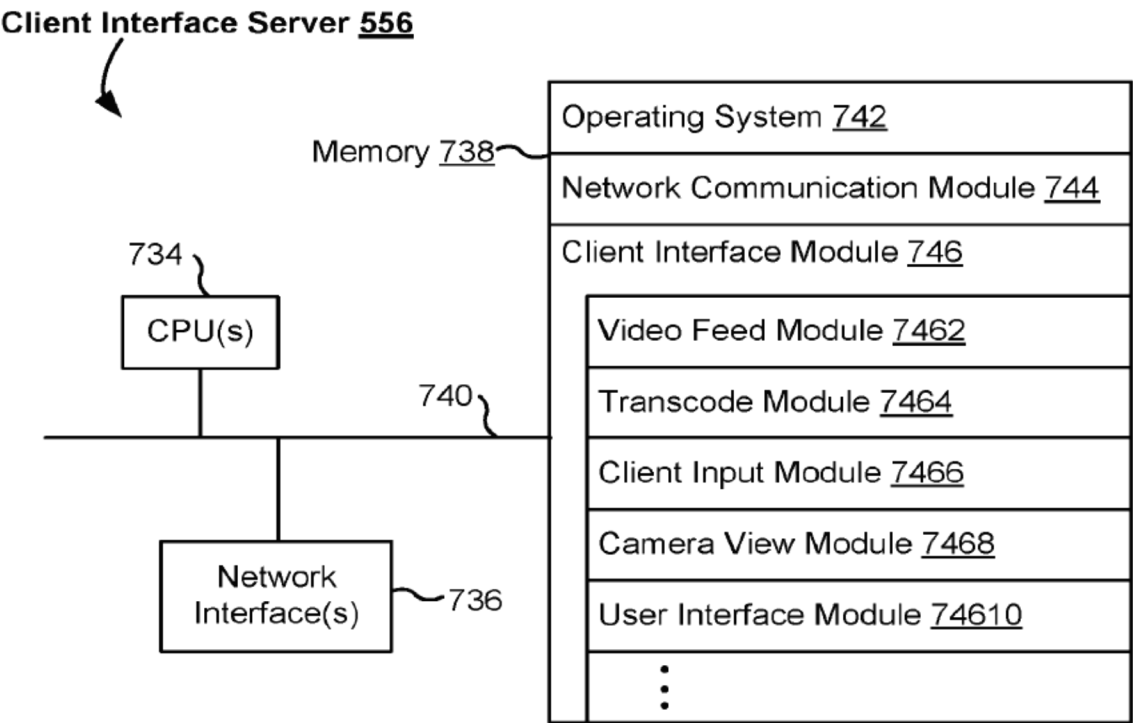 Client Interface Server 556
Operating System 742
Memory 738
Network Communication Module 744
734
Client Interface Module 746
CPU(s)
Video Feed Module 7462
740
Transcode Module 7464
Client Input Module 7466
Camera View Module 7468
Network
Interface(s)
736
User Interface Module 74610